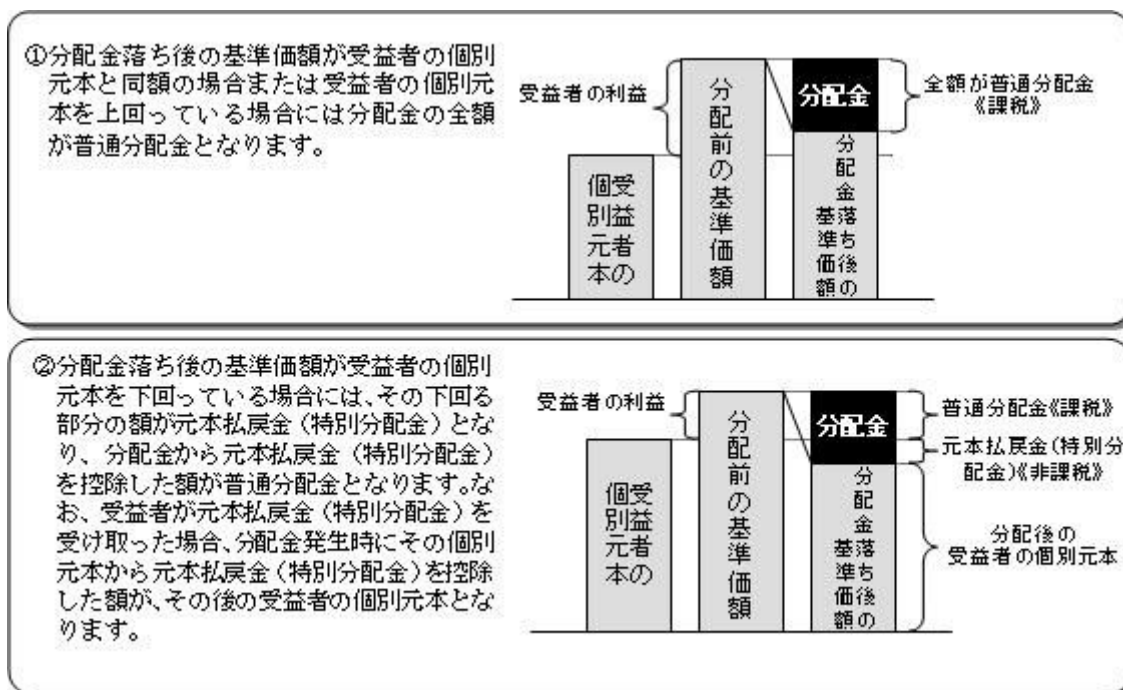 ①分配金落ち後の基準価額が受益者の個別
元本と同額の場合または受益者の個別元
本を上回っている場合には分配金の全額
が普通分配金となります。
受益者の利益
受益者の
個別元本
分配前の基準価額
分配金
分配金落ち後の
基準価額
全額が普通分配金
《課税》
②分配金落ち後の基準価額が受益者の個別
元本を下回っている場合には、その下回る
部分の額が元本払戻金(特別分配金)とな
り、分配金から元本払戻金(特別分配金)
を控除した額が普通分配金となります。な
お、受益者が元本払戻金(特別分配金)を
受け取った場合、分配金発生時にその個別
元本から元本払戻金(特別分配金)を控除
した額が、その後の受益者の個別元本とな
ります。
受益者の利益
受益者の
個別元本
分配前の基準価額
分配金
分配金落ち後の
基準価額
普通分配金《課税》
元本払戻金(特別分
配金)《非課税》
分配後の
受益者の個別元本